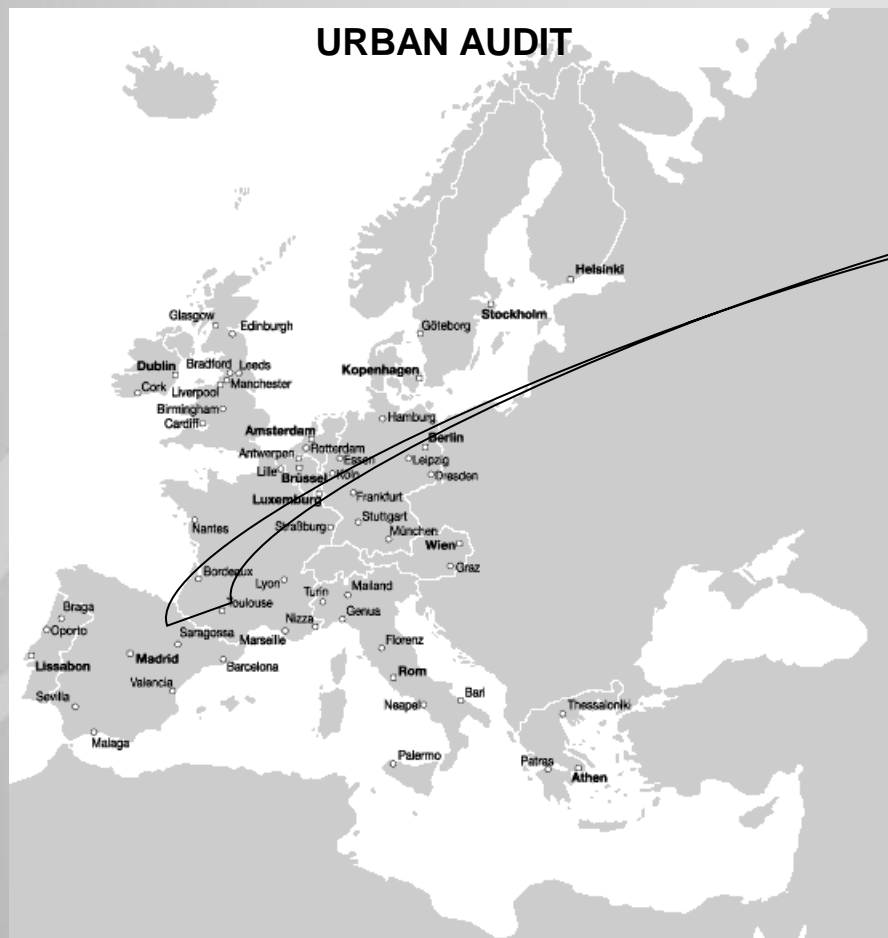 URBAN AUDIT
Helsinki
Stockholm
Glasgow
Edinburgh
Göteborg
Dublin
Bradford
Leeds
Kopenhagen
Cork
Liverpool
Manchester
Birmingham
Cardiff
Hamburg
Amsterdam
Rotterdam
Berlin
Antwerpen
Essen
Leipzig
Lille
Brüssel
Köln
Dresden
Luxemburg
Frankfurt
Nantes
Straßburg
Stuttgart
München
Wien
Graz
Bordeaux
Lyon
Turin
Mailand
Braga
Toulouse
Genua
Oporto
Saragossa
Marseille
Nizza
Florenz
Lissabon
Madrid
Barcelona
Rom
Sevilla
Valencia
Neapel
Bari
Thessaloniki
Malaga
Palermo
Patras
Athen